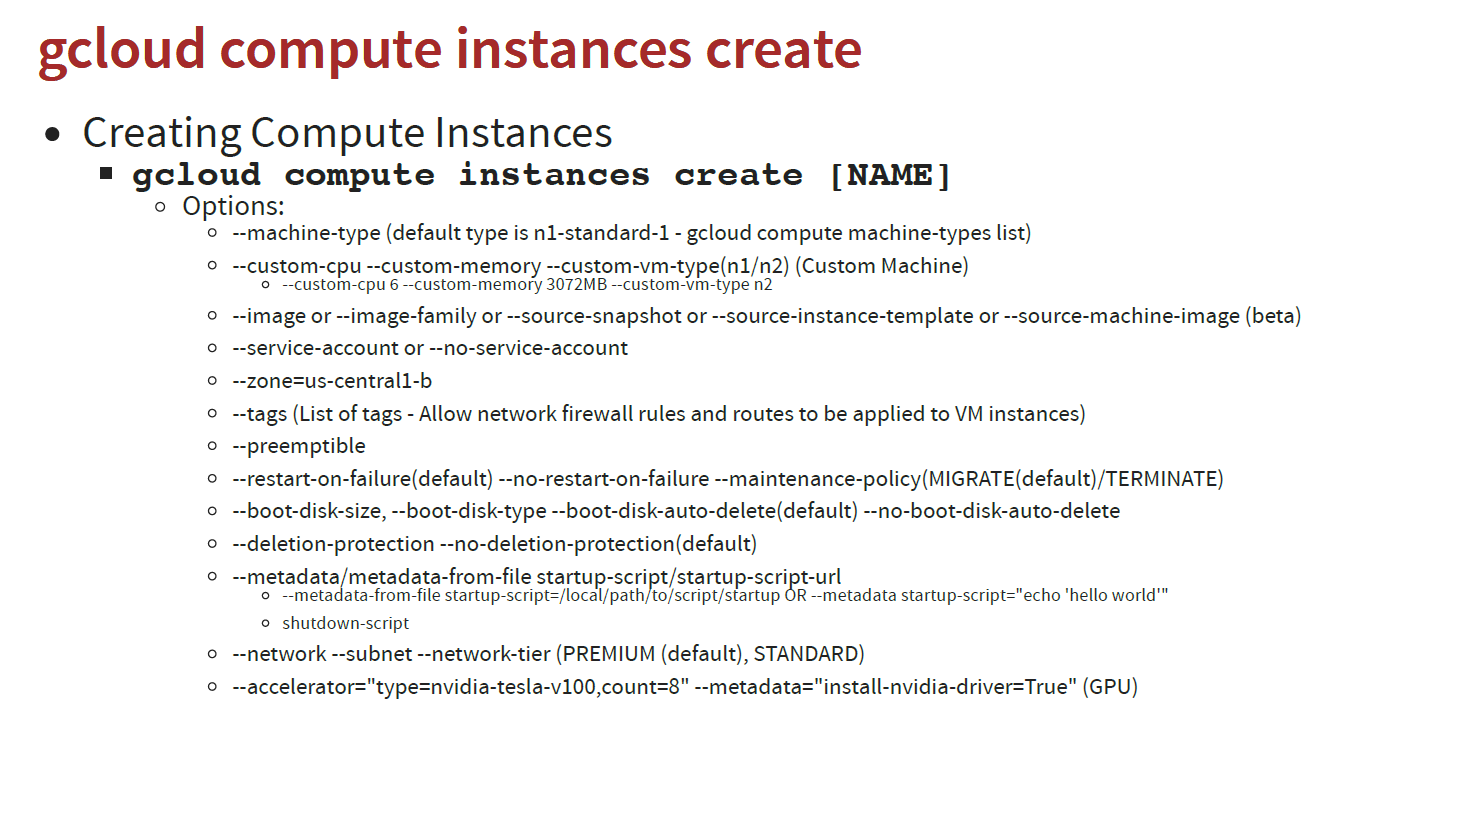 gcloud compute instances create
Creating Compute Instances
gcloud compute instances create [NAME]
Options:
--machine-type (default type is n1-standard-1 - gcloud compute machine-types list)
--custom-cpu --custom-memory --custom-vm-type(n1/n2) (Custom Machine)
--custom-cpu 6 --custom-memory 3072MB --custom-vm-type n2
--image or --image-family or --source-snapshot or --source-instance-template or --source-machine-image (beta)
--service-account or --no-service-account
--zone=us-central1-b
--tags (List of tags - Allow network firewall rules and routes to be applied to VM instances)
--preemptible
--restart-on-failure(default) --no-restart-on-failure --maintenance-policy(MIGRATE(default)/TERMINATE)
--boot-disk-size, --boot-disk-type --boot-disk-auto-delete(default) --no-boot-disk-auto-delete
--deletion-protection --no-deletion-protection(default)
--metadata/metadata-from-file startup-script/startup-script-url
--metadata-from-file startup-script=/local/path/to/script/startup OR --metadata startup-script="echo 'hello world'"
shutdown-script
--network --subnet --network-tier (PREMIUM (default), STANDARD)
--accelerator="type=nvidia-tesla-v100,count=8" --metadata="install-nvidia-driver=True" (GPU)